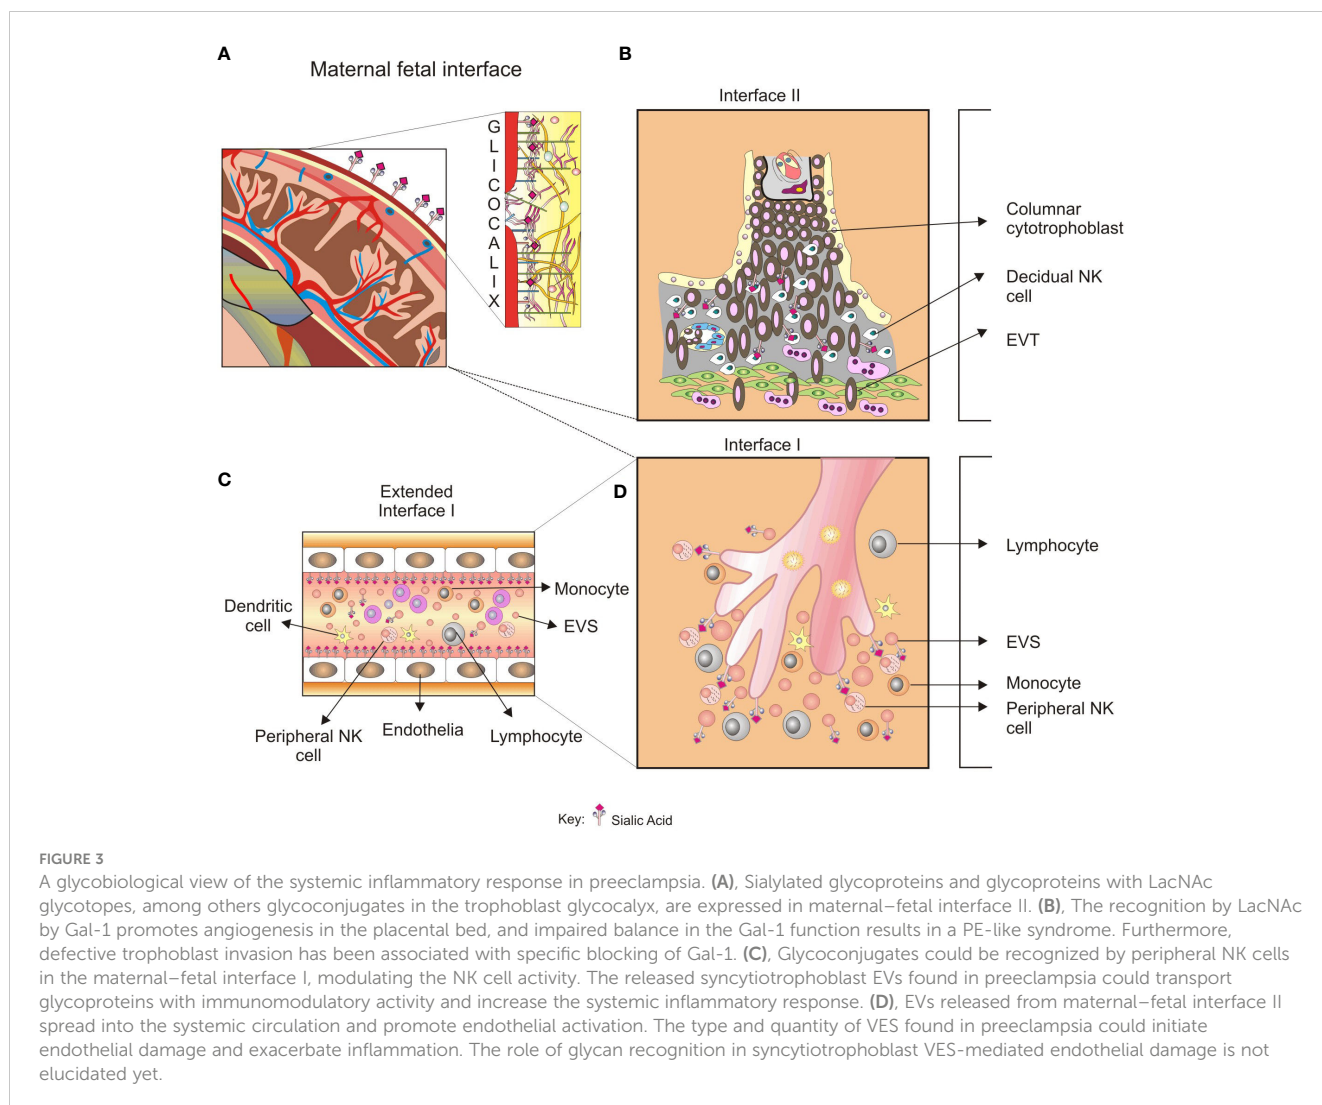 A
Maternal fetal interface
G
L
I
C
O
C
A
L
I
X
B
Interface II
Columnar
cytotrophoblast
Decidual NK
cell
EVT
C
Extended
Interface I
Dendritic
cell
Monocyte
EVS
Peripheral NK
cell
Endothelia
Lymphocyte
Interface I
D
Lymphocyte
EVS
Monocyte
Peripheral NK
cell
Key: Sialic Acid
FIGURE 3
A glycobiological view of the systemic inflammatory response in preeclampsia. (A), Sialylated glycoproteins and glycoproteins with LacNAc
glycotopes, among others glycoconjugates in the trophoblast glycocalyx, are expressed in maternal–fetal interface II. (B), The recognition by LacNAc
by Gal-1 promotes angiogenesis in the placental bed, and impaired balance in the Gal-1 function results in a PE-like syndrome. Furthermore,
defective trophoblast invasion has been associated with specific blocking of Gal-1. (C), Glycoconjugates could be recognized by peripheral NK cells
in the maternal–fetal interface I, modulating the NK cell activity. The released syncytiotrophoblast EVs found in preeclampsia could transport
glycoproteins with immunomodulatory activity and increase the systemic inflammatory response. (D), EVs released from maternal–fetal interface II
spread into the systemic circulation and promote endothelial activation. The type and quantity of VES found in preeclampsia could initiate
endothelial damage and exacerbate inflammation. The role of glycan recognition in syncytiotrophoblast VES-mediated endothelial damage is not
elucidated yet.